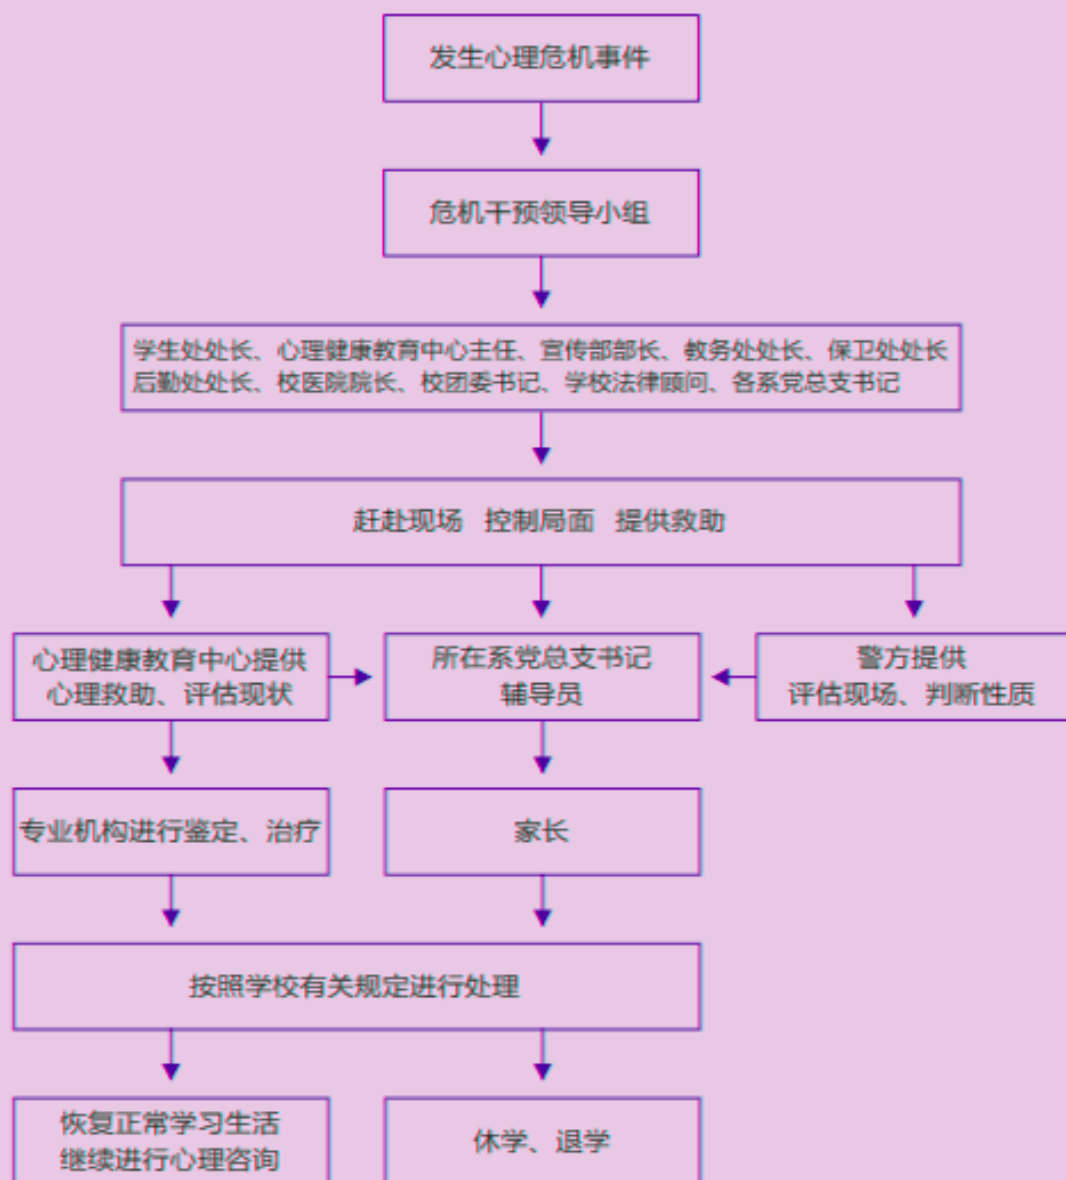 发生心理危机事件
危机干预领导小组
学生处处长、心理健康教育中心主任、宣传部部长、教务处处长、保卫处处长
后勤处处长、校医院院长、校团委书记、学校法律顾问、各系党总支书记
赶赴现场 控制局面 提供救助
心理健康教育中心提供
心理救助、评估现状
所在系党总支书记
辅导员
警方提供
评估现场、判断性质
专业机构进行鉴定、治疗
家长
按照学校有关规定进行处理
恢复正常学习生活
继续进行心理咨询
休学、退学